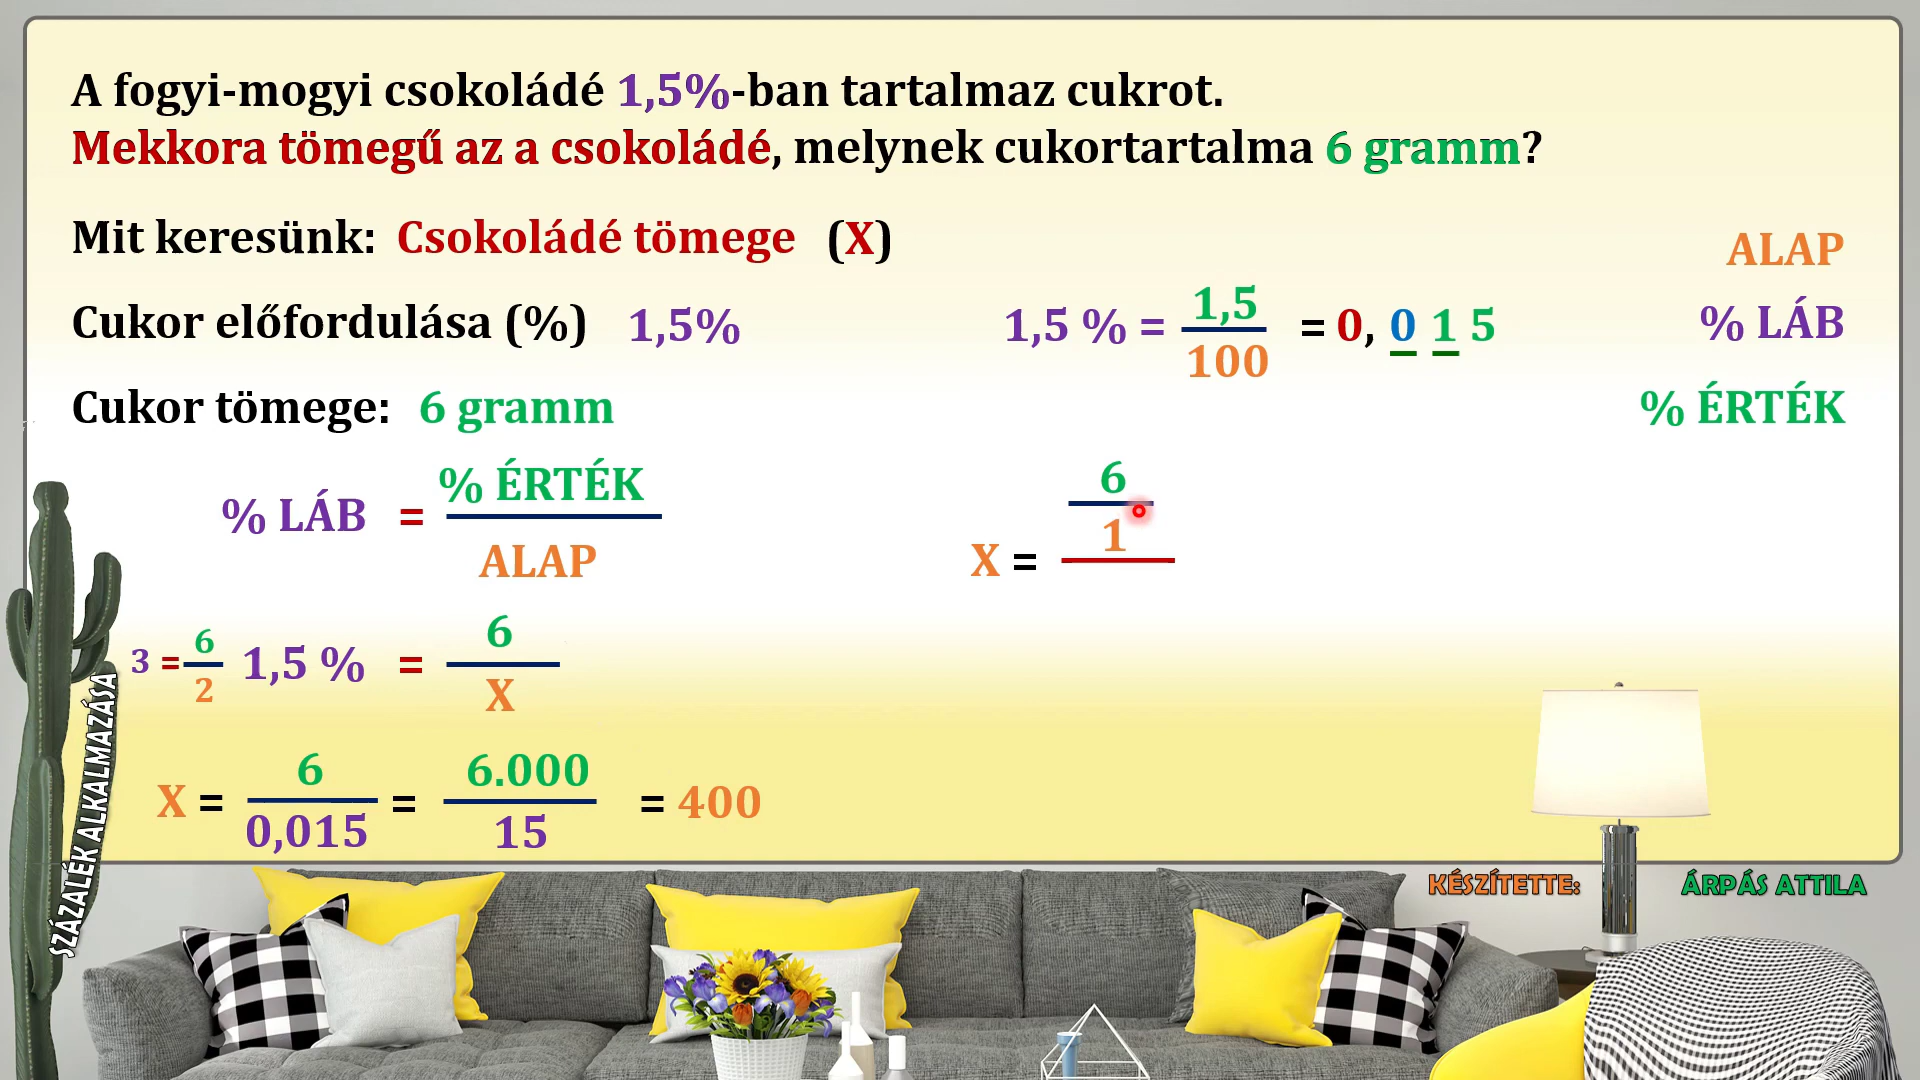 A fogyi-mogyi csokoládé 1,5%-ban tartalmaz cukrot.
Mekkora tömegű az a csokoládé, melynek cukortartalma 6 gramm?
Mit keresünk: Csokoládé tömege (X)
ALAP
Cukor előfordulása (%) 1,5%
1,5 % = 1,5 / 100 = 0, 0 1 5
% LÁB
Cukor tömege: 6 gramm
% ÉRTÉK
% LÁB = % ÉRTÉK / ALAP
X = 6 / 1
3 = 6 / 2
1,5 % = 6 / X
X = 6 / 0,015 = 6.000 / 15 = 400
SZÁZALÉK ALKALMAZÁSA
KÉSZÍTETTE: ÁRPÁS ATTILA